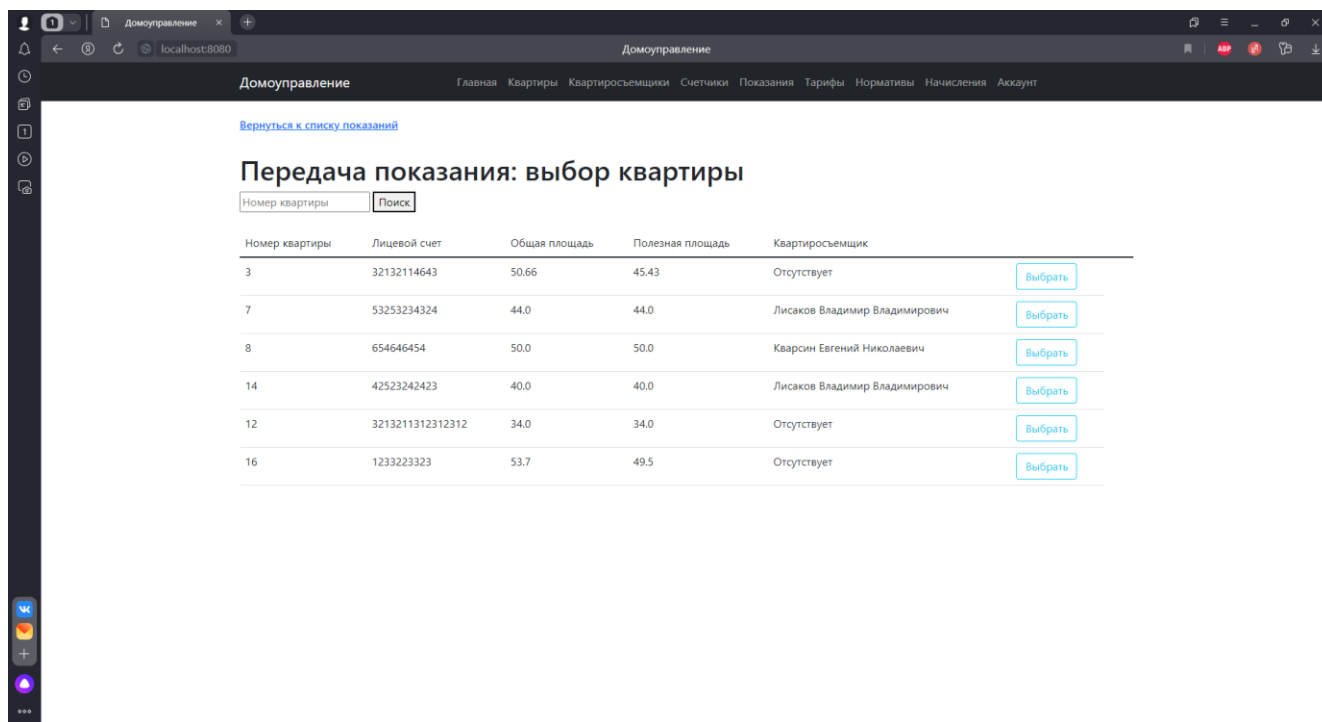 1 Домоуправление
localhost:8080 Домоуправление ABP
Домоуправление Главная Квартиры Квартиросъемщики Счетчики Показания Тарифы Нормативы Начисления Аккаунт
1
Вернуться к списку показаний
Передача показания: выбор квартиры
Номер квартиры Поиск
Номер квартиры Лицевой счет Общая площадь Полезная площадь Квартиросъемщик
3 32132114643 50.66 45.43 Отсутствует Выбрать
7 53253234324 44.0 44.0 Лисаков Владимир Владимирович Выбрать
8 654646454 50.0 50.0 Кварсин Евгений Николаевич Выбрать
14 42523242423 40.0 40.0 Лисаков Владимир Владимирович Выбрать
12 3213211312312312 34.0 34.0 Отсутствует Выбрать
16 1233223323 53.7 49.5 Отсутствует Выбрать